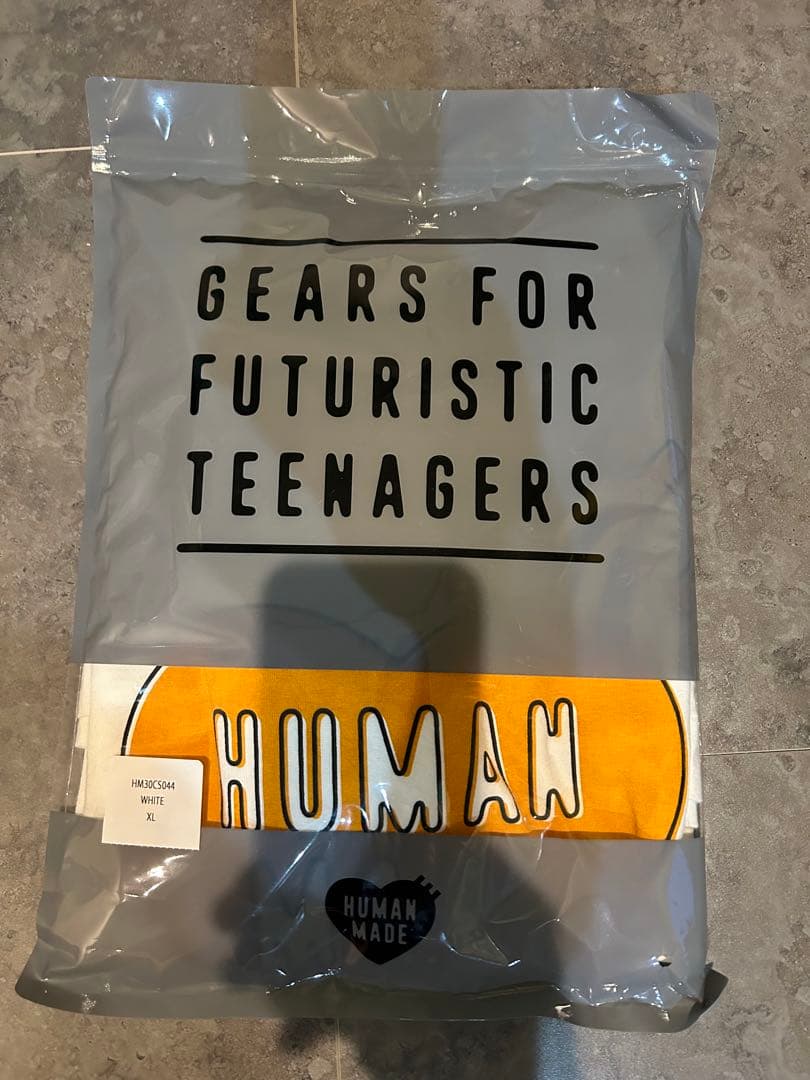 GEARS FOR
FUTURISTIC
TEENAGERS
HUMAN
HM30CS044
WHITE
XL
HUMAN
MADE